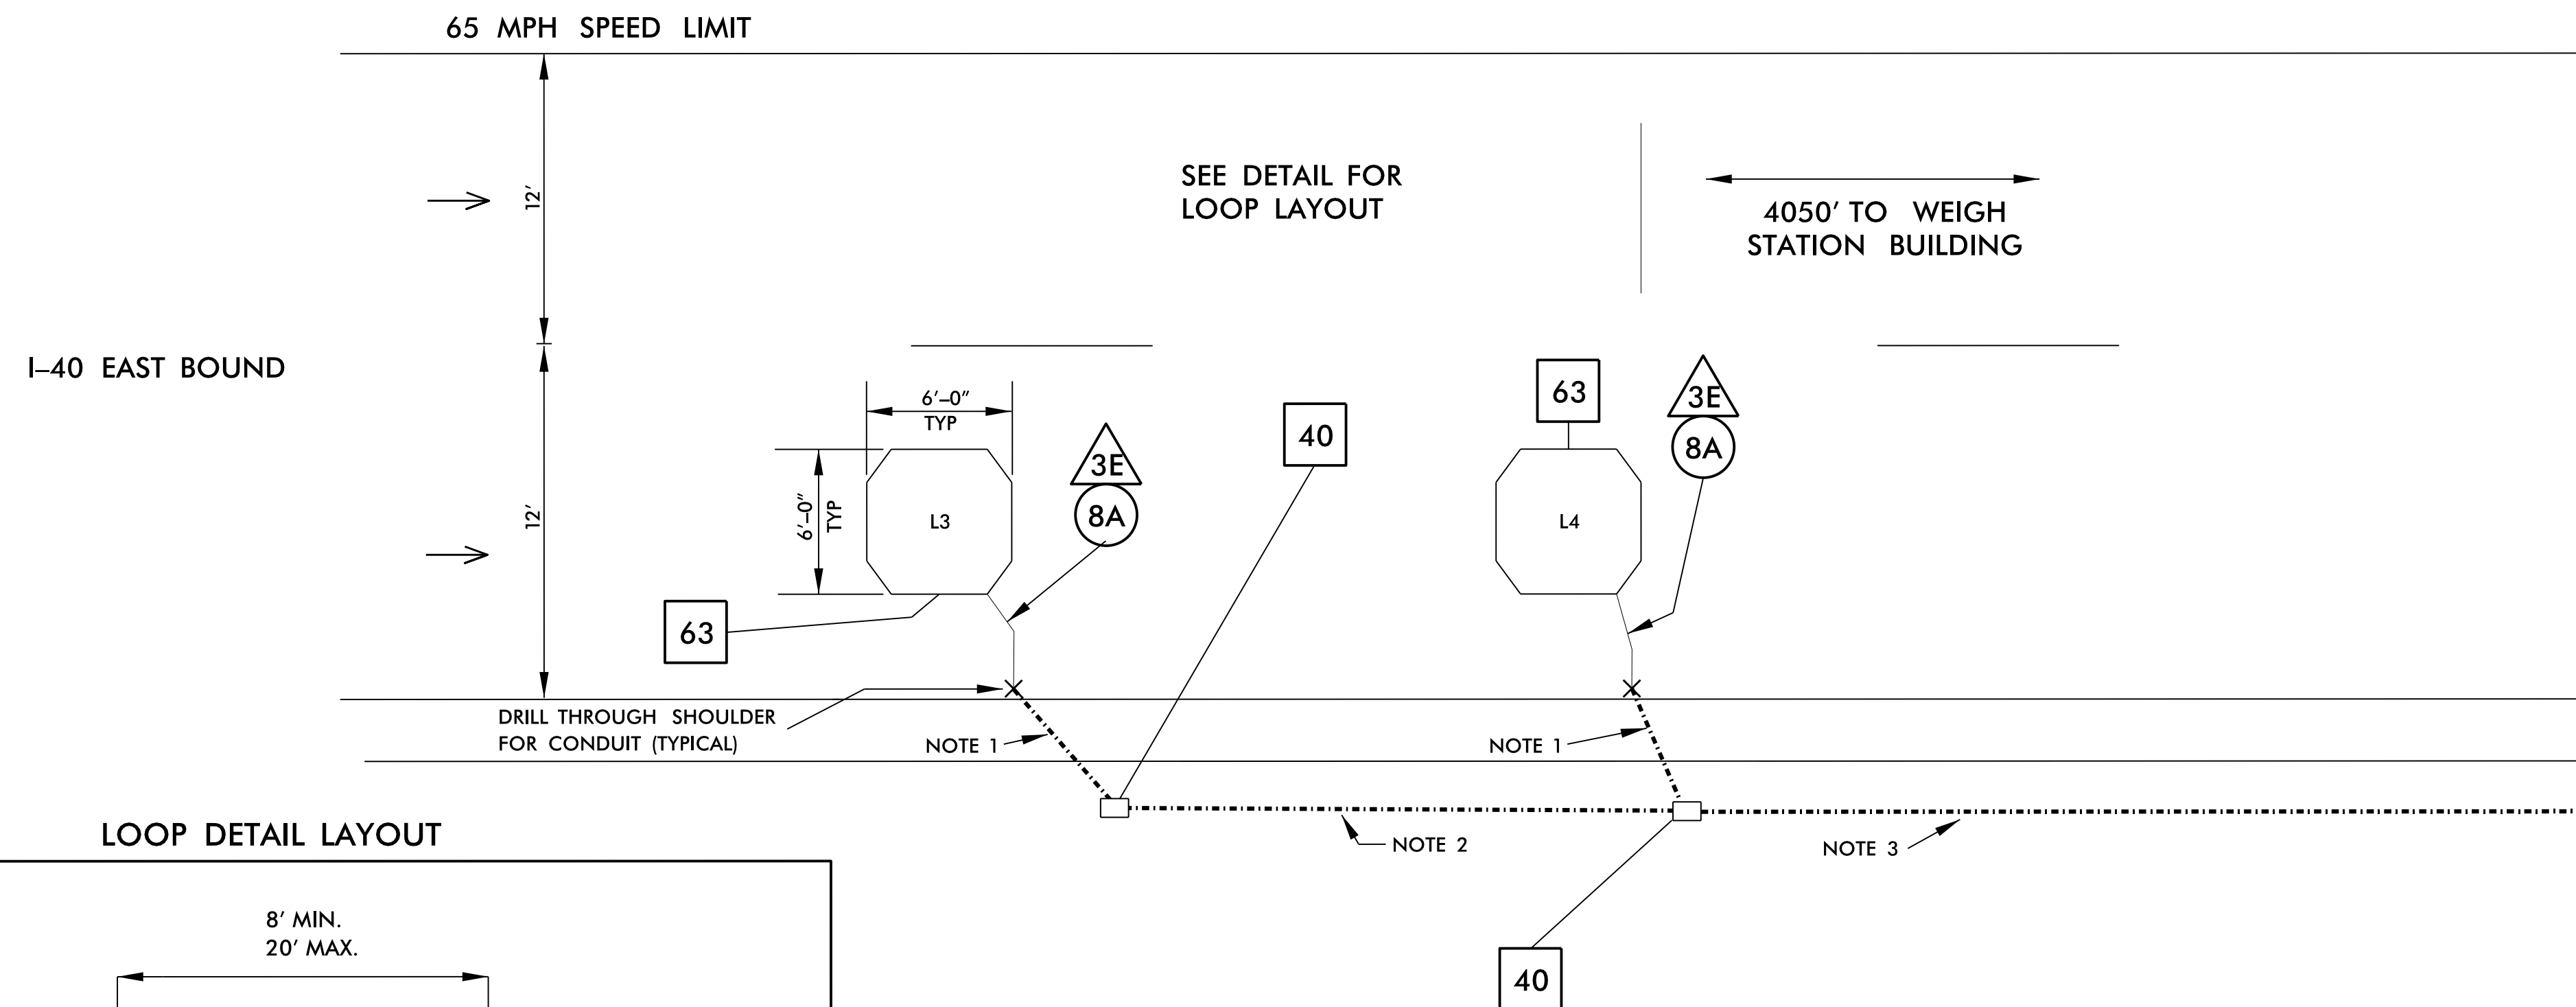 65 MPH SPEED LIMIT
12'
SEE DETAIL FOR
LOOP LAYOUT
4050' TO WEIGH
STATION BUILDING
I-40 EAST BOUND
12'
6'-0"
TYP
6'-0"
TYP
L3
3E
8A
40
63
L4
3E
8A
63
DRILL THROUGH SHOULDER
FOR CONDUIT (TYPICAL)
NOTE 1
NOTE 1
NOTE 2
NOTE 3
40
LOOP DETAIL LAYOUT
8' MIN.
20' MAX.